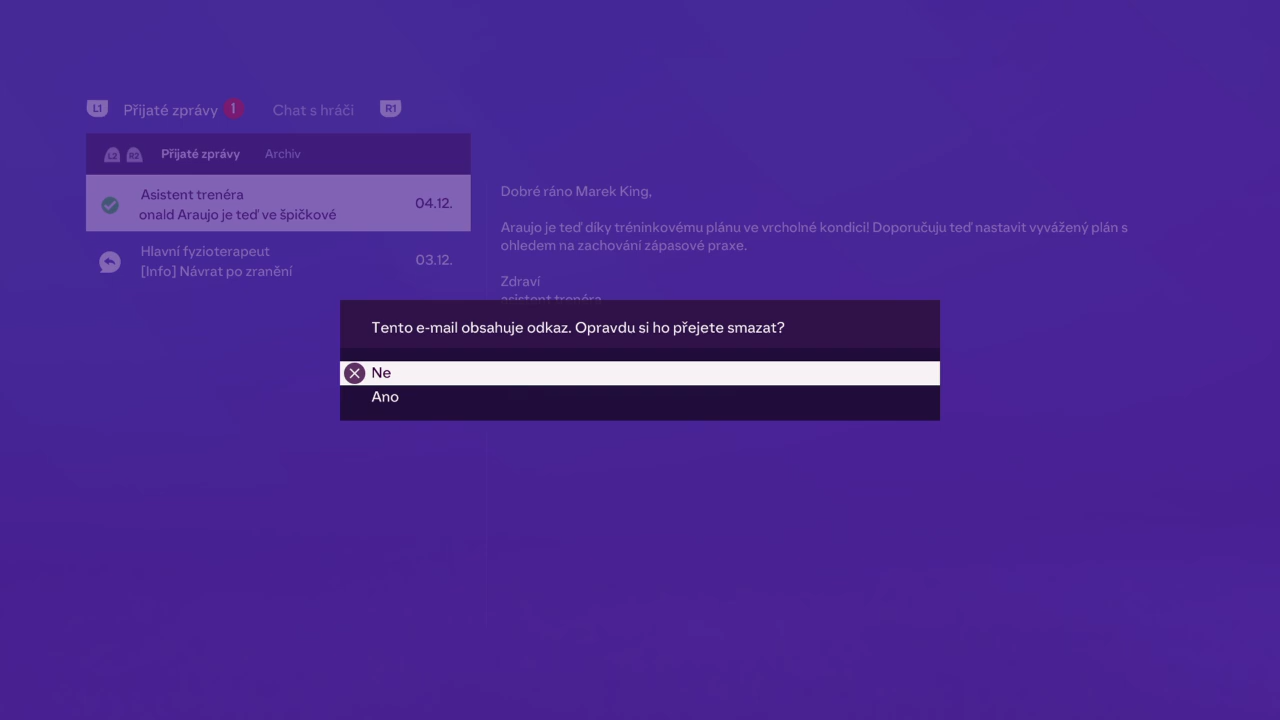 L1 Přijaté zprávy 1 Chat s hráči R1
L2 R2 Přijaté zprávy Archiv
Asistent trenéra
onald Araujo je teď ve špičkové
04.12.
Hlavní fyzioterapeut
[Info] Návrat po zranění
03.12.
Dobré ráno Marek King,
Araujo je teď díky tréninkovému plánu ve vrcholné kondici! Doporučuju teď nastavit vyvážený plán s
ohledem na zachování zápasové praxe.
Zdraví
asistent trenéra
Tento e-mail obsahuje odkaz. Opravdu si ho přejete smazat?
Ne
Ano